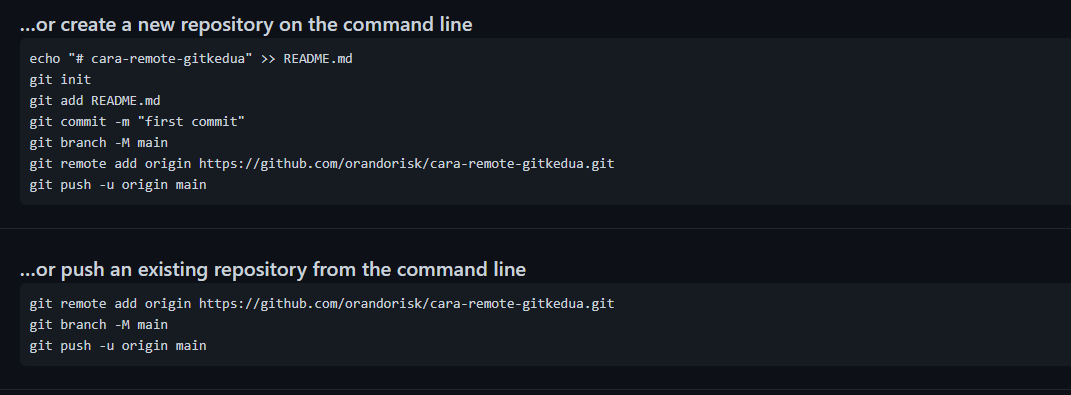 ...or create a new repository on the command line
echo "# cara-remote-gitkedua" >> README.md
git init
git add README.md
git commit -m "first commit"
git branch -M main
git remote add origin https://github.com/orandorisk/cara-remote-gitkedua.git
git push -u origin main
...or push an existing repository from the command line
git remote add origin https://github.com/orandorisk/cara-remote-gitkedua.git
git branch -M main
git push -u origin main